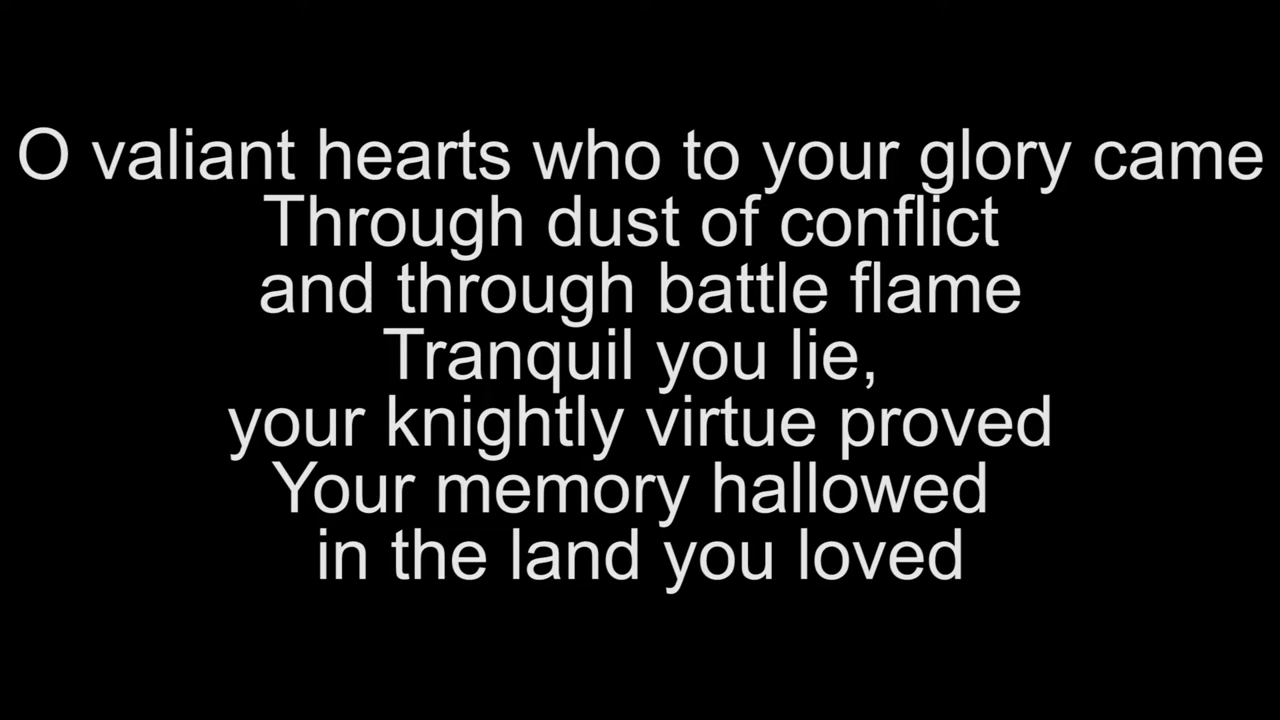 O valiant hearts who to your glory came
Through dust of conflict
and through battle flame
Tranquil you lie,
your knightly virtue proved
Your memory hallowed
in the land you loved